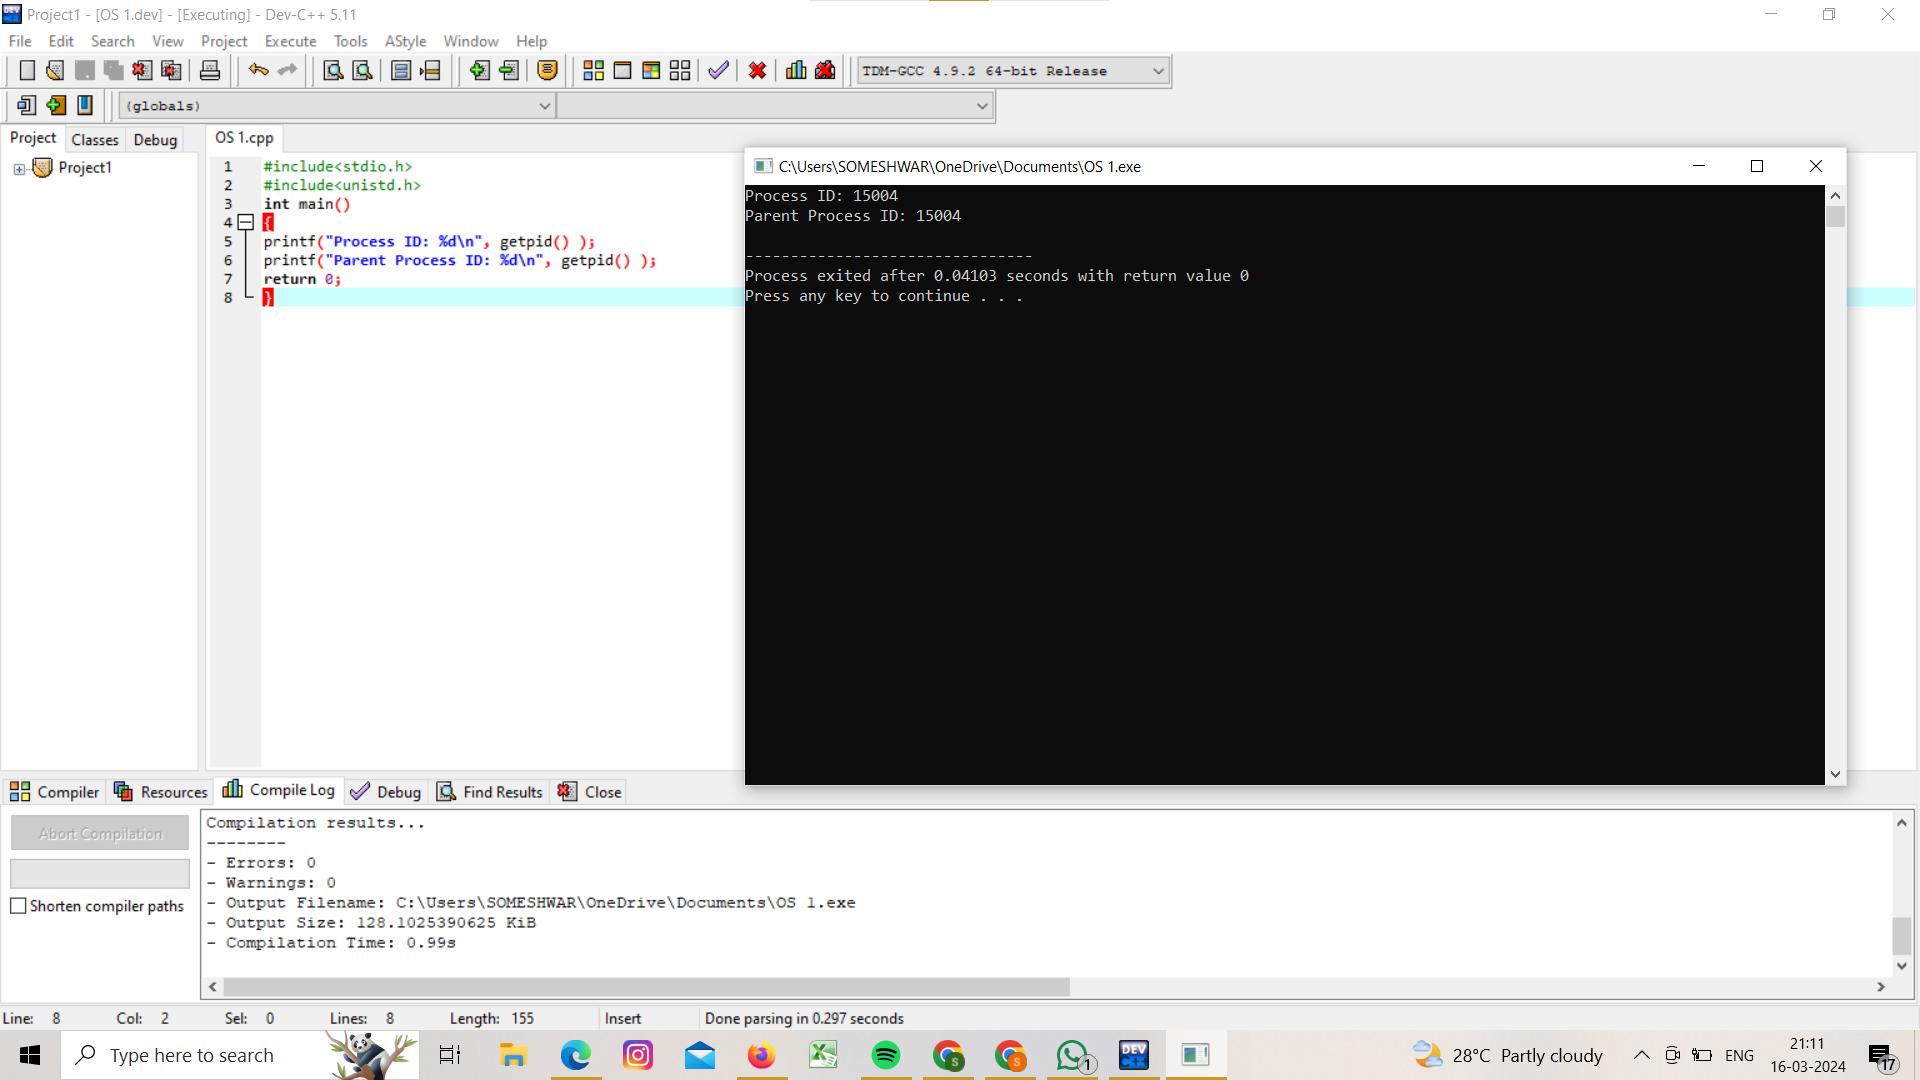 Project1 - [OS 1.dev] - [Executing] - Dev-C++ 5.11
File Edit Search View Project Execute Tools AStyle Window Help
TDM-GCC 4.9.2 64-bit Release
(globals)
Project Classes Debug
Project1
OS 1.cpp
1 #include<stdio.h>
2 #include<unistd.h>
3 int main()
4 {
5 printf("Process ID: %d\n", getpid() );
6 printf("Parent Process ID: %d\n", getpid() );
7 return 0;
8 }
C:\Users\SOMESHWAR\OneDrive\Documents\OS 1.exe
Process ID: 15004
Parent Process ID: 15004
--------------------------------
Process exited after 0.04103 seconds with return value 0
Press any key to continue . . .
Compiler Resources Compile Log Debug Find Results Close
Abort Compilation
Shorten compiler paths
Compilation results...
--------
- Errors: 0
- Warnings: 0
- Output Filename: C:\Users\SOMESHWAR\OneDrive\Documents\OS 1.exe
- Output Size: 128.1025390625 KiB
- Compilation Time: 0.99s
Line: 8 Col: 2 Sel: 0 Lines: 8 Length: 155 Insert Done parsing in 0.297 seconds
Type here to search
S
S
1
DEV C++
28°C Partly cloudy
ENG
21:11
16-03-2024
17